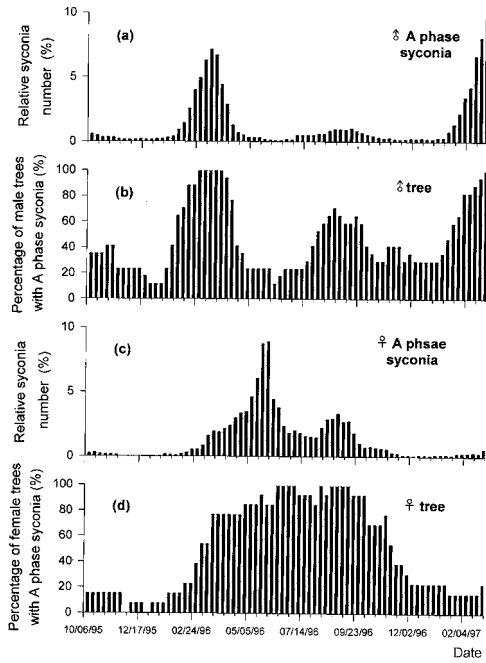 10
(a)
♂ A phase
syconia
Relative syconia
number (%)
5
0
100
(b)
♂ tree
80
60
40
20
0
Percentage of male trees
with A phase syconia (%)
10
(c)
♀ A phsae
syconia
Relative syconia
number (%)
5
0
100
(d)
♀ tree
80
60
40
20
0
Percentage of female trees
with A phase syconia (%)
10/06/95 12/17/95 02/24/96 05/05/96 07/14/96 09/23/96 12/02/96 02/04/97
Date